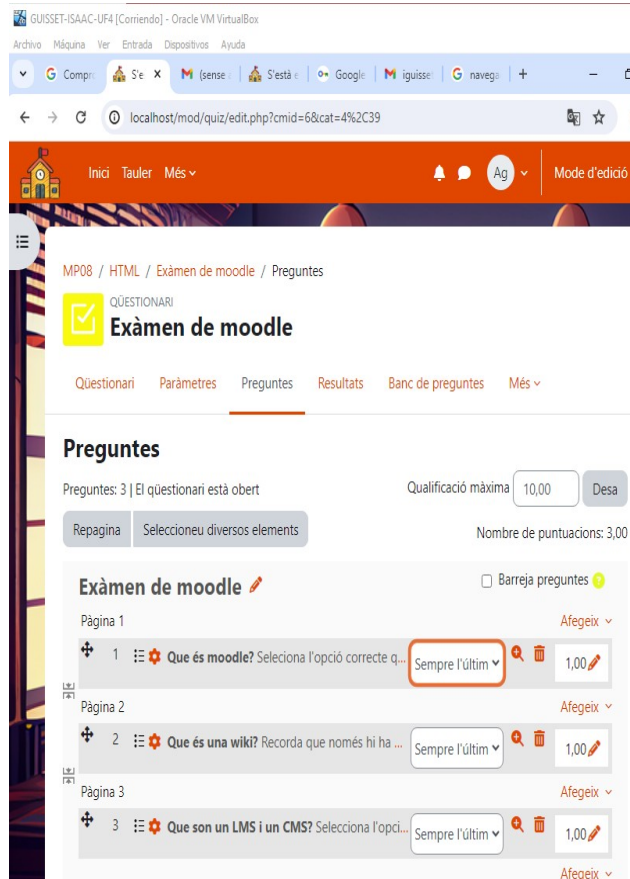 GUISSET-ISAAC-UF4 [Corriendo] - Oracle VM VirtualBox
Archivo Máquina Ver Entrada Dispositivos Ayuda
Compro S'e (sense S'està e Google iguisse navega
localhost/mod/quiz/edit.php?cmid=6&cat=4%2C39
Inici Tauler Més Ag Mode d'edició
MP08 / HTML / Exàmen de moodle / Preguntes
QÜESTIONARI
Exàmen de moodle
Qüestionari Paràmetres Preguntes Resultats Banc de preguntes Més
Preguntes
Preguntes: 3 | El qüestionari està obert Qualificació màxima 10,00 Desa
Repagina Seleccioneu diversos elements Nombre de puntuacions: 3,00
Exàmen de moodle Barreja preguntes
Pàgina 1 Afegeix
1 Que és moodle? Seleciona l'opció correcte q... Sempre l'últim 1,00
Pàgina 2 Afegeix
2 Que és una wiki? Recorda que només hi ha ... Sempre l'últim 1,00
Pàgina 3 Afegeix
3 Que son un LMS i un CMS? Selecciona l'opci... Sempre l'últim 1,00
Afegeix